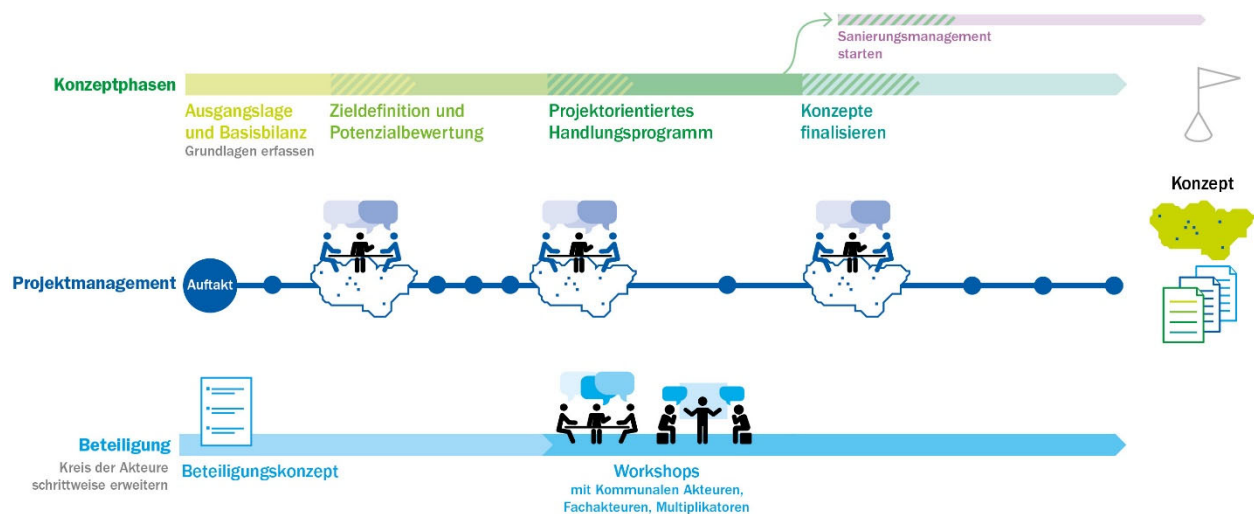 Sanierungsmanagement
starten
Konzeptphasen
Ausgangslage
und Basisbilanz
Grundlagen erfassen
Zieldefinition und
Potenzialbewertung
Projektorientiertes
Handlungsprogramm
Konzepte
finalisieren
Konzept
Projektmanagement
Auftakt
Beteiligung
Kreis der Akteure
schrittweise erweitern
Beteiligungskonzept
Workshops
mit Kommunalen Akteuren,
Fachakteuren, Multiplikatoren